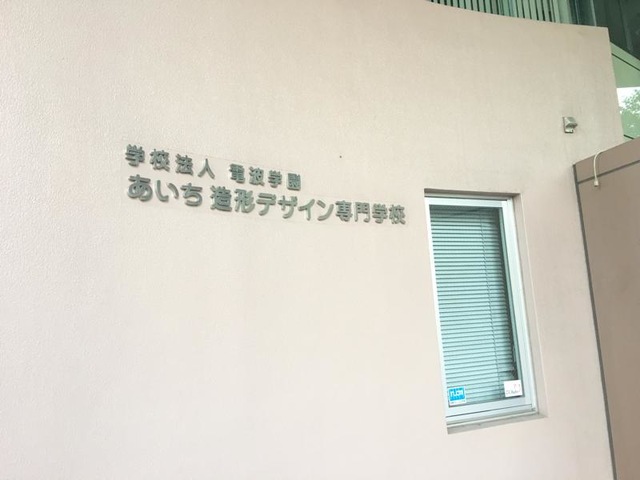 学校法人 電波学園
あいち造形デザイン専門学校